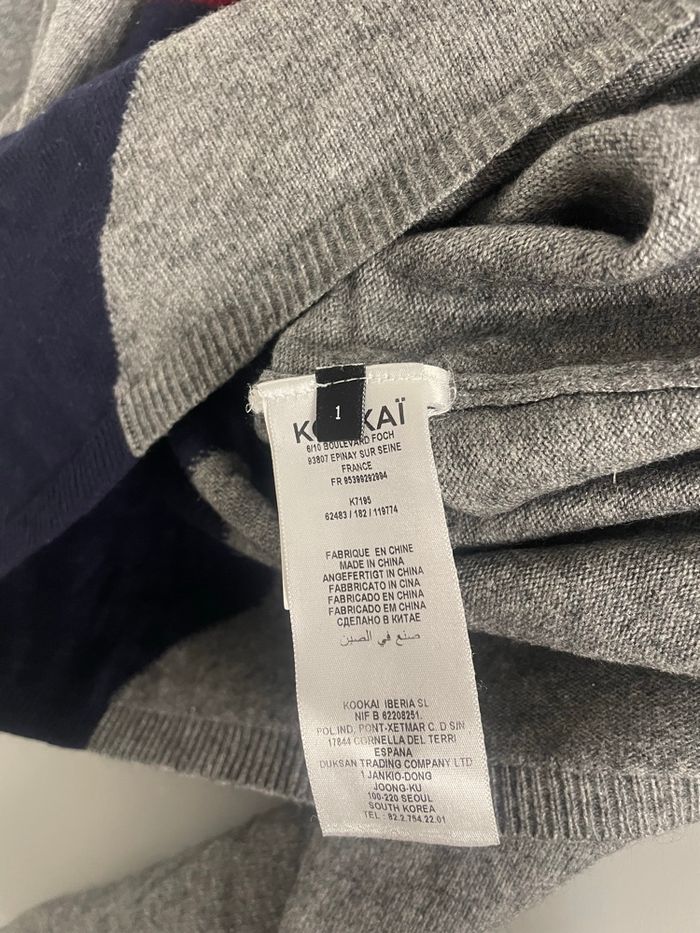 1
KOOKAÏ
6/10 BOULEVARD FOCH
93807 EPINAY SUR SEINE
FRANCE
FR 95399292994
K7195
62483 / 182 / 119774
FABRIQUE EN CHINE
MADE IN CHINA
ANGEFERTIGT IN CHINA
FABBRICATO IN CINA
FABRICADO EN CHINA
FABRICADO EM CHINA
СДЕЛАНО В КИТАЕ
صنع في الصين
KOOKAI IBERIA SL
NIF B 62208251.
POL.IND. PONT-XETMAR C. D S/N
17844 CORNELLA DEL TERRI
ESPANA
DUKSAN TRADING COMPANY LTD
1 JANKIO-DONG
JOONG-KU
100-220 SEOUL
SOUTH KOREA
TEL : 82.2.754.22.01